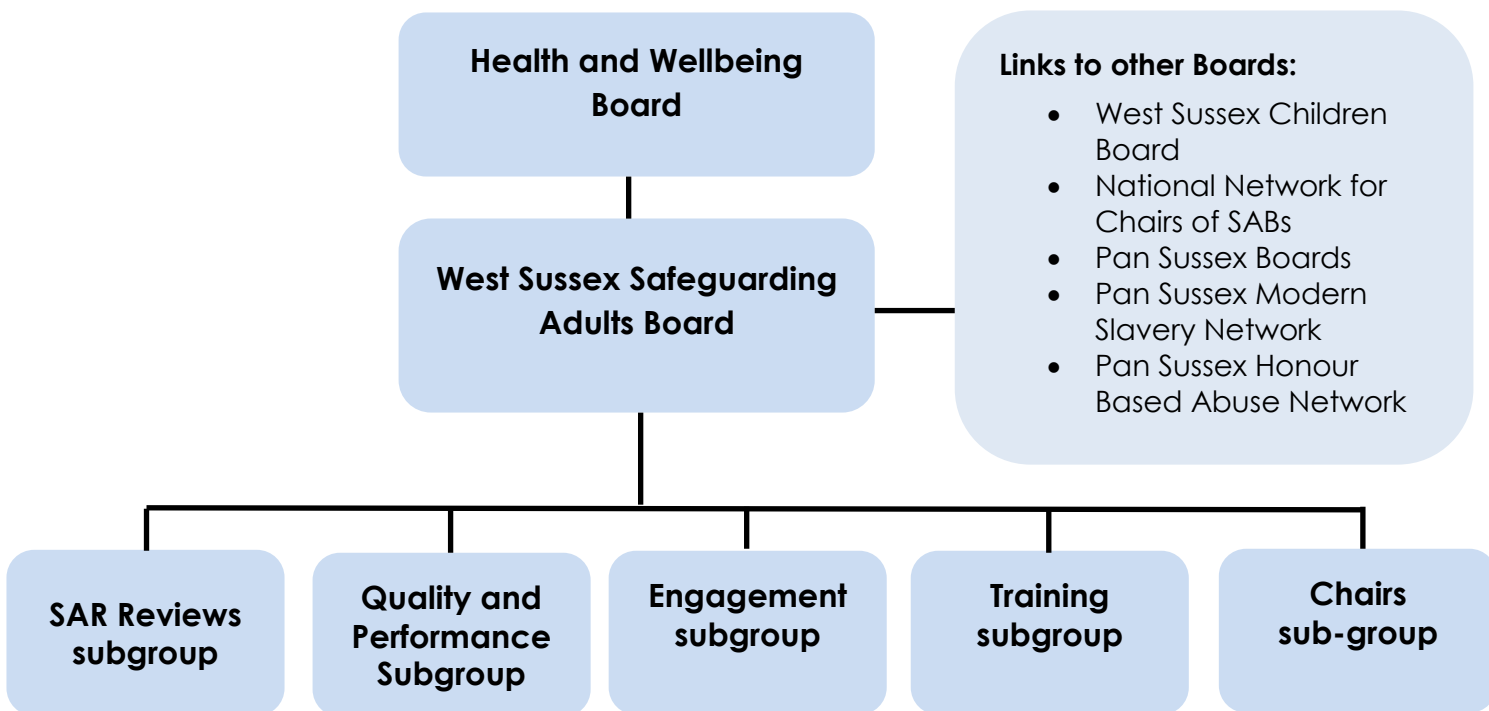 Health and Wellbeing
Board
Links to other Boards:
• West Sussex Children
Board
• National Network for
Chairs of SABs
• Pan Sussex Boards
• Pan Sussex Modern
Slavery Network
• Pan Sussex Honour
Based Abuse Network
West Sussex Safeguarding
Adults Board
SAR Reviews
subgroup
Quality and
Performance
Subgroup
Engagement
subgroup
Training
subgroup
Chairs
sub-group